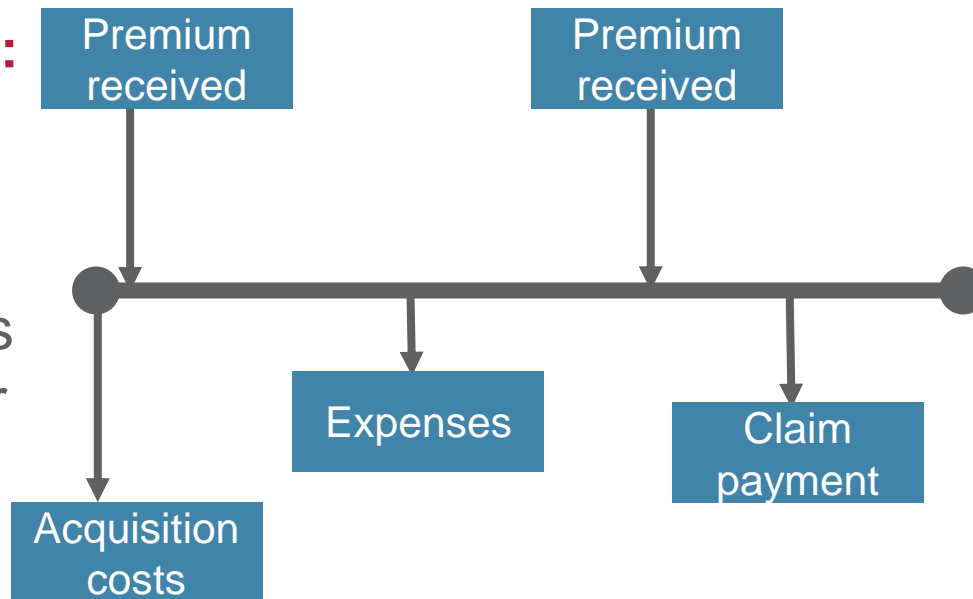 :
Premium
received
Premium
received
s
r
Expenses
Claim
payment
Acquisition
costs